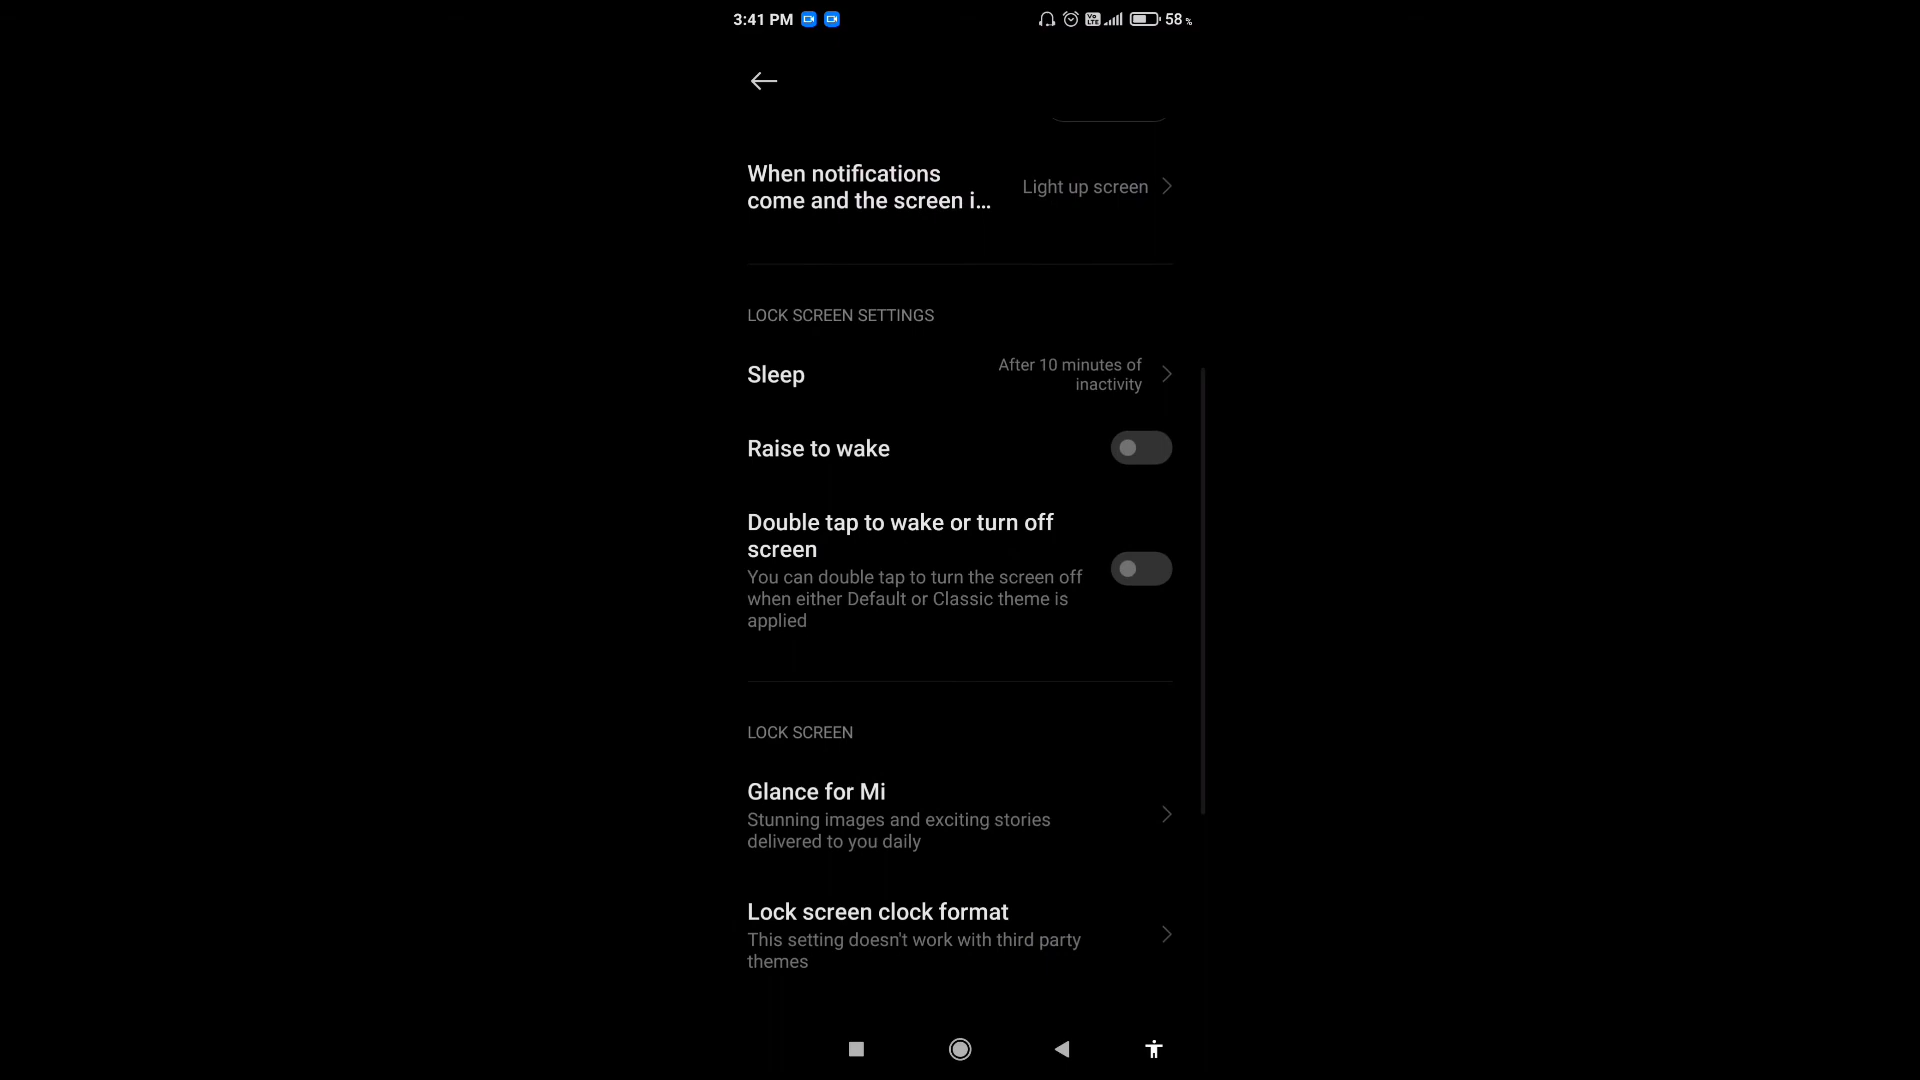 3:41 PM
58 %
When notifications
come and the screen i...
Light up screen
LOCK SCREEN SETTINGS
Sleep
After 10 minutes of
inactivity
Raise to wake
Double tap to wake or turn off
screen
You can double tap to turn the screen off
when either Default or Classic theme is
applied
LOCK SCREEN
Glance for Mi
Stunning images and exciting stories
delivered to you daily
Lock screen clock format
This setting doesn't work with third party
themes